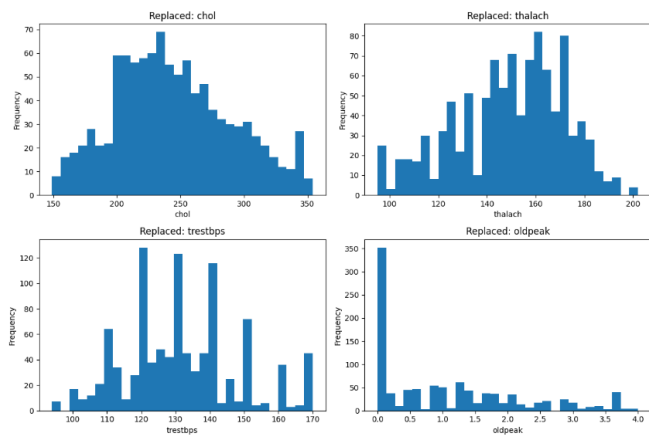 Replaced: chol
70
60
50
40
30
20
10
0
Frequency
150 200 250 300 350
chol
Replaced: thalach
80
70
60
50
40
30
20
10
0
Frequency
100 120 140 160 180 200
thalach
Replaced: trestbps
120
100
80
60
40
20
0
Frequency
100 110 120 130 140 150 160 170
trestbps
Replaced: oldpeak
350
300
250
200
150
100
50
0
Frequency
0.0 0.5 1.0 1.5 2.0 2.5 3.0 3.5 4.0
oldpeak